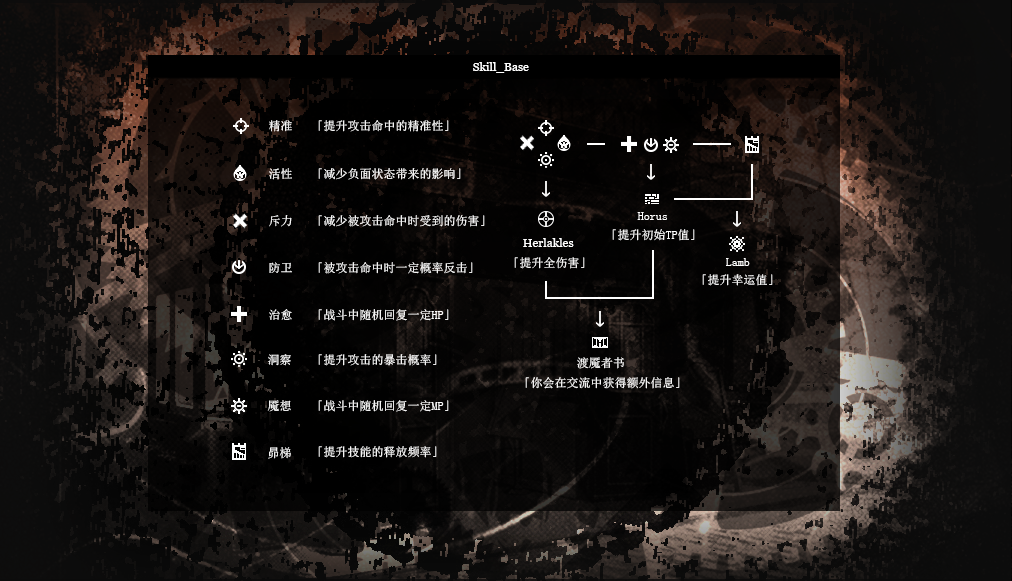 Skill_Base
精准 「提升攻击命中的精准性」
活性 「减少负面状态带来的影响」
斥力 「减少被攻击命中时受到的伤害」
防卫 「被攻击命中时一定概率反击」
治愈 「战斗中随机回复一定HP」
洞察 「提升攻击的暴击概率」
魔想 「战斗中随机回复一定MP」
昴梯 「提升技能的释放频率」
Herlakles
「提升全伤害」
Horus
「提升初始TP值」
Lamb
「提升幸运值」
渡魇者书
「你会在交流中获得额外信息」